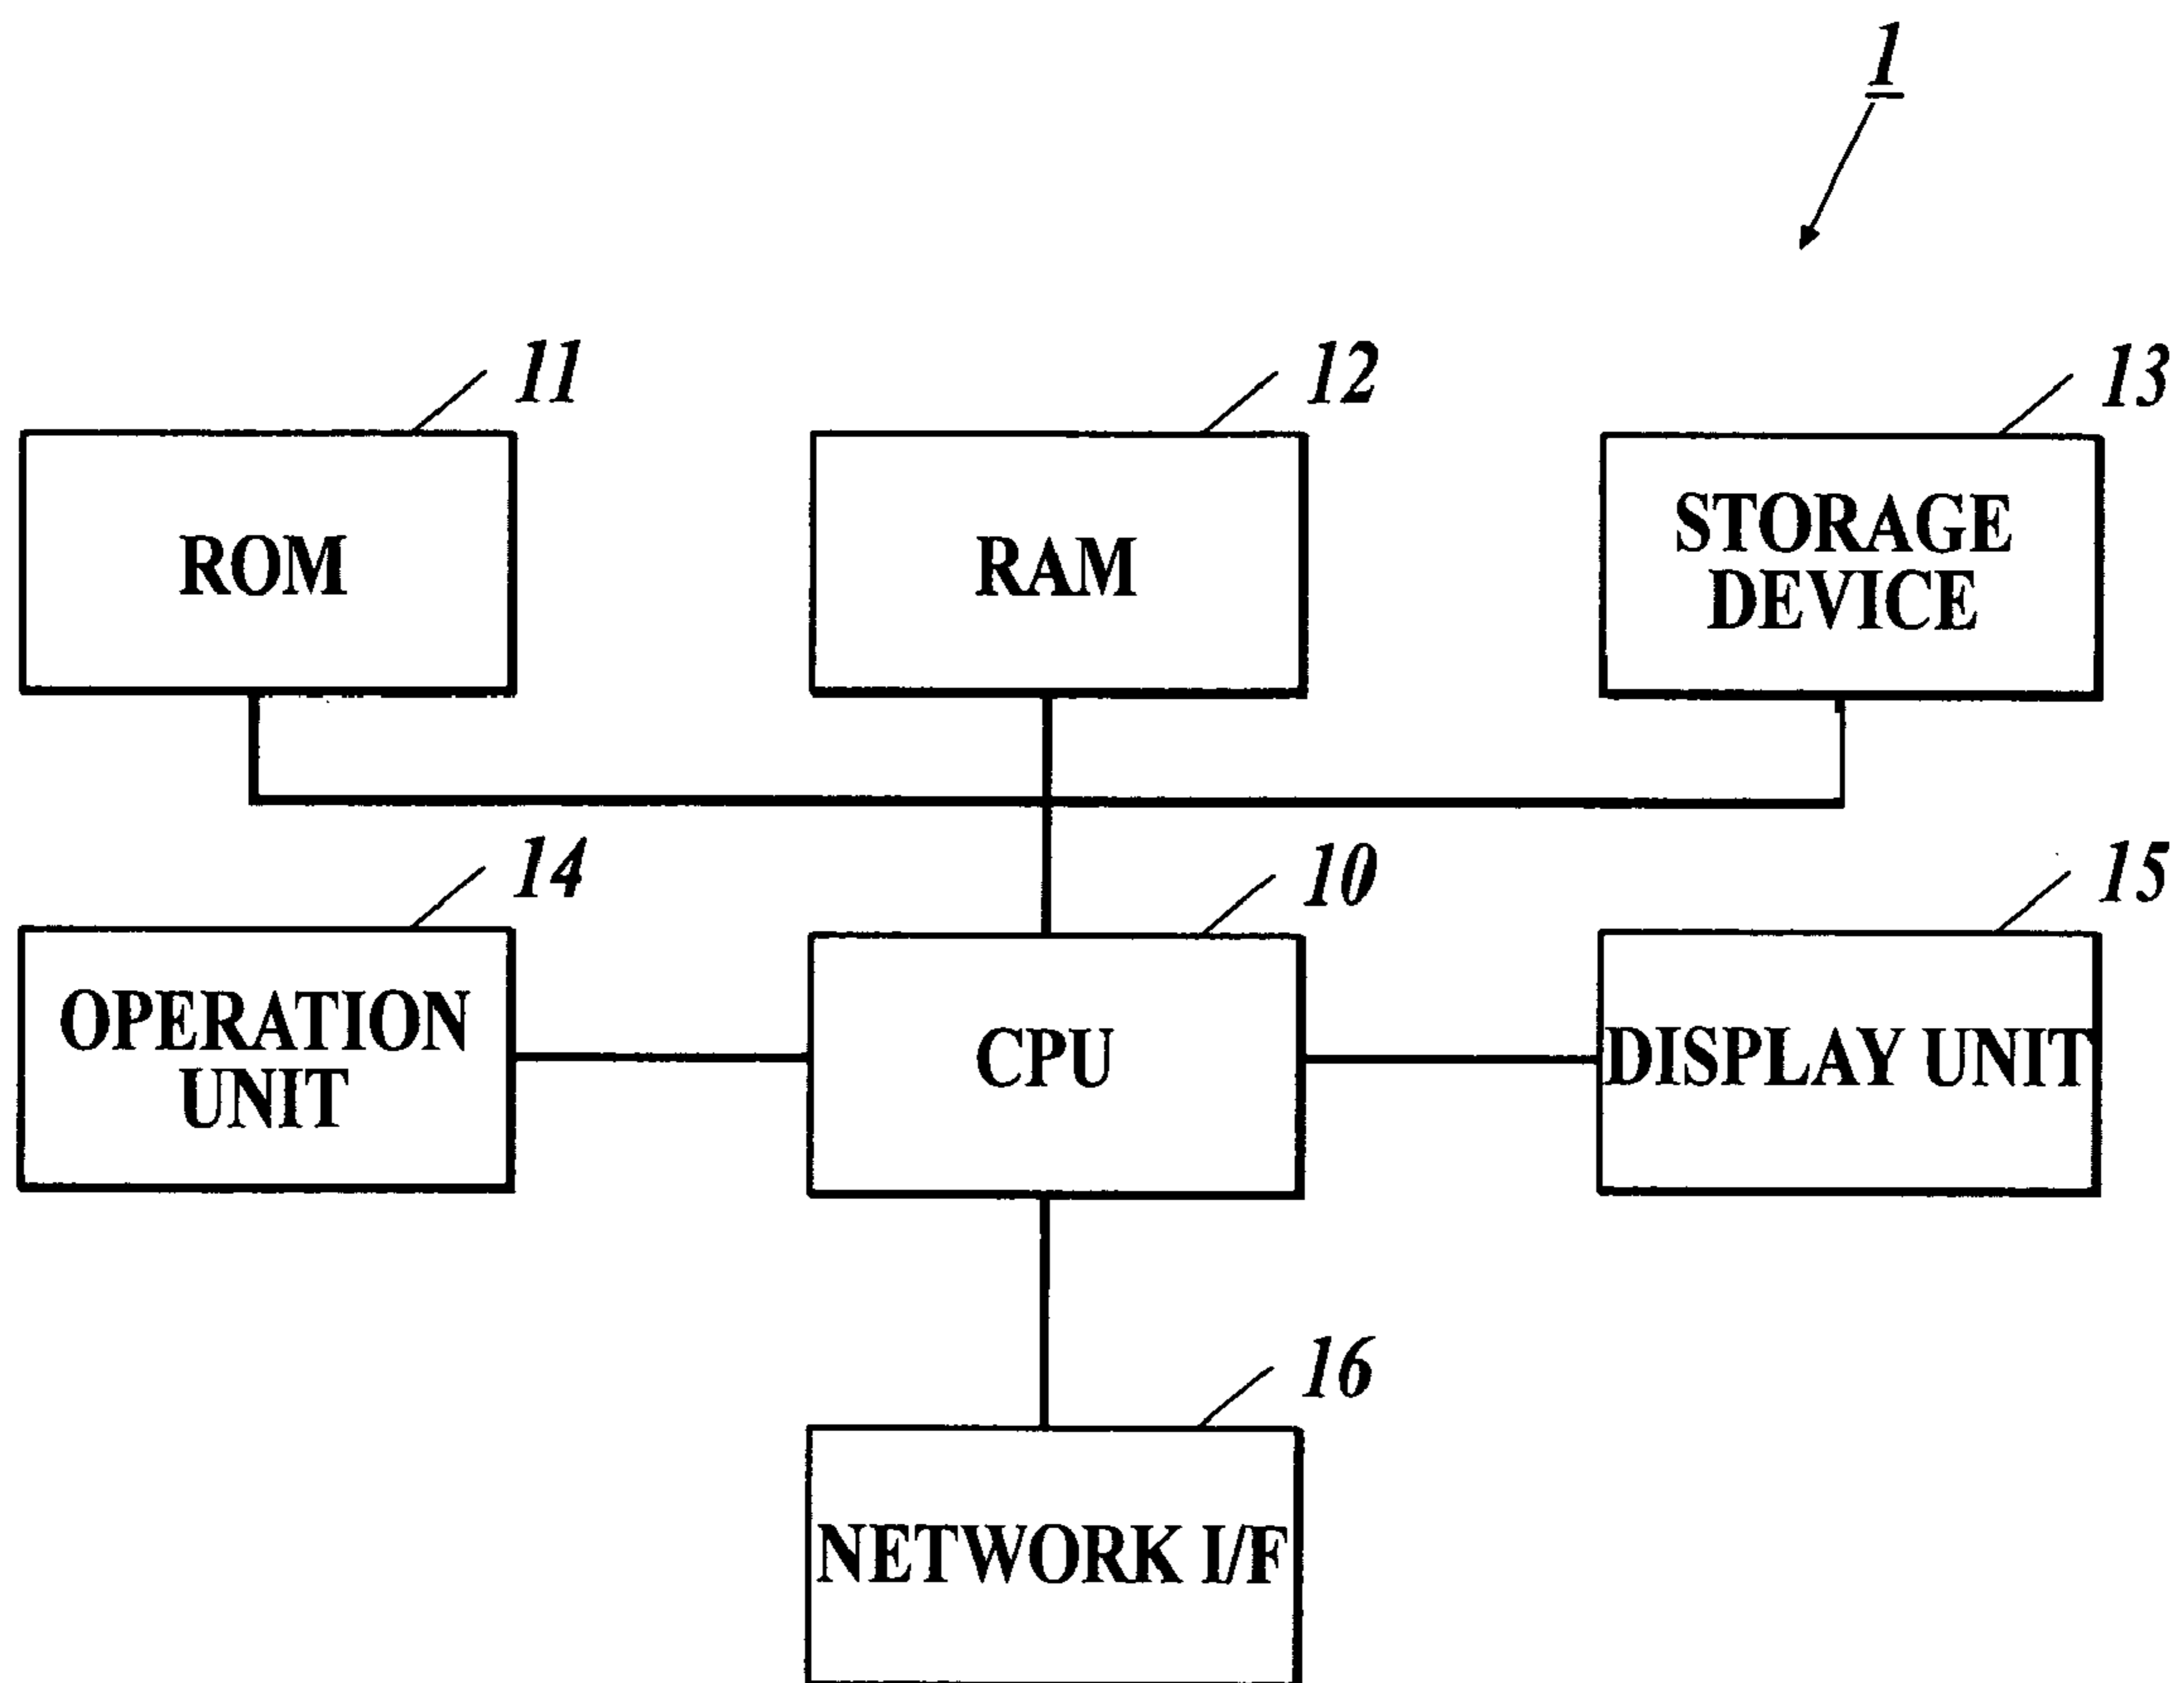 1
11
12
13
ROM
RAM
STORAGE
DEVICE
14
10
15
OPERATION
UNIT
CPU
DISPLAY UNIT
16
NETWORK I/F